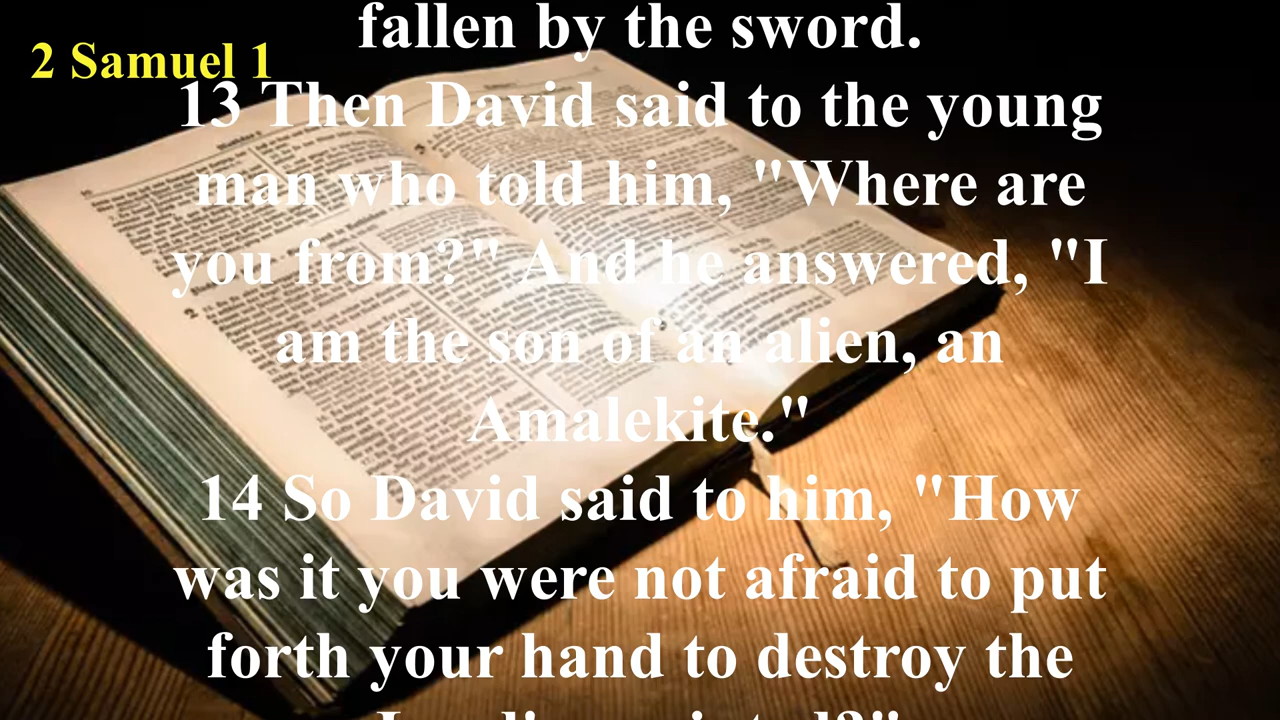 fallen by the sword.
2 Samuel 1
13 Then David said to the young
man who told him, "Where are
you from?" And he answered, "I
am the son of an alien, an
Amalekite."
14 So David said to him, "How
was it you were not afraid to put
forth your hand to destroy the